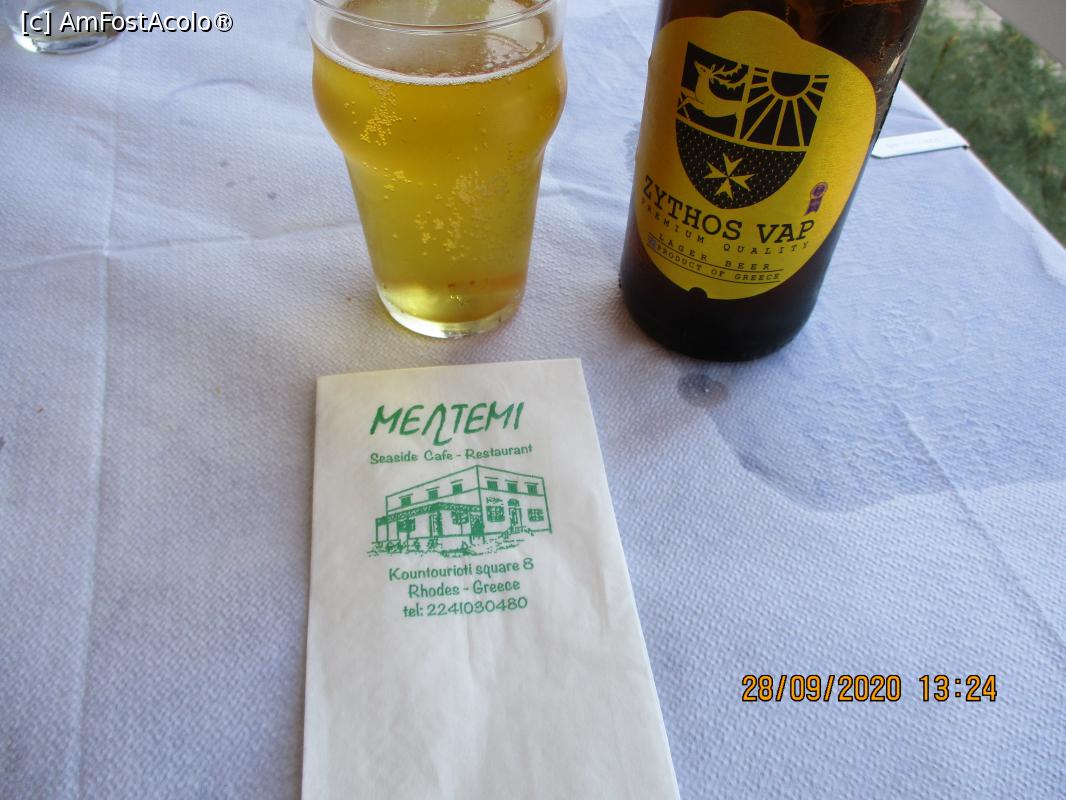 [c] AmFostAcolo®
ZYTHOS VAP
PREMIUM QUALITY
LAGER BEER
PRODUCT OF GREECE
MEΛTEMI
Seaside Cafe - Restaurant
Kountourioti square 8
Rhodes - Greece
tel: 2241030480
28/09/2020 13:24